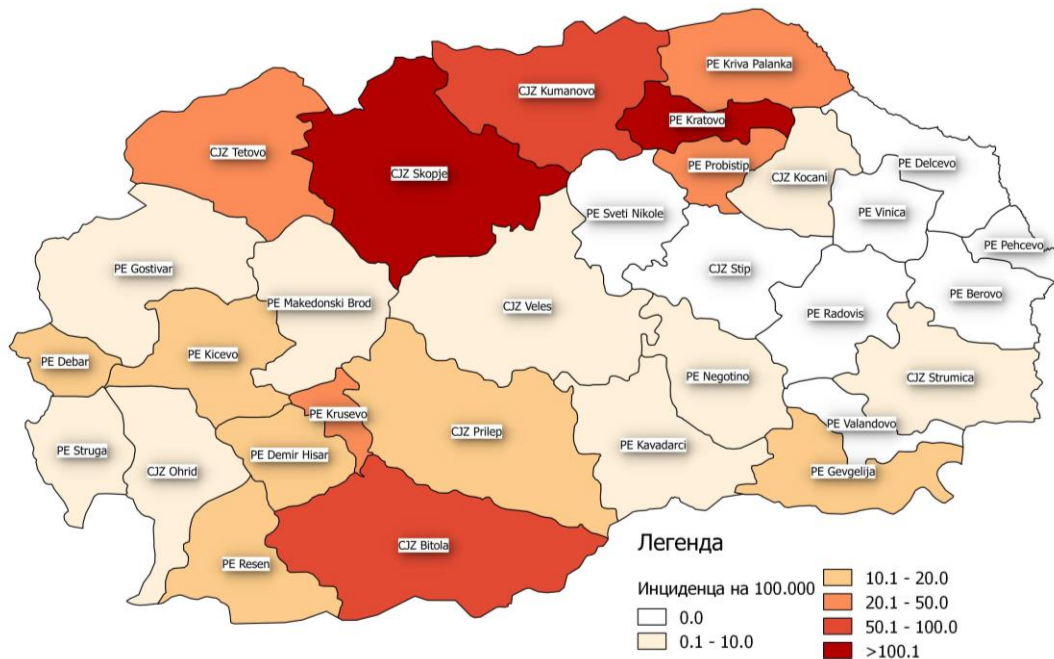 PE Kriva Palanka
CJZ Kumanovo
PE Kratovo
CJZ Tetovo
PE Probistip
PE Delcevo
CJZ Skopje
CJZ Kocani
PE Vinica
PE Sveti Nikole
PE Pehcevo
PE Gostivar
CJZ Stip
PE Makedonski Brod
CJZ Veles
PE Berovo
PE Radovis
PE Debar
PE Kicevo
PE Negotino
CJZ Strumica
PE Krusevo
PE Valandovo
CJZ Prilep
PE Struga
PE Kavadarci
PE Demir Hisar
CJZ Ohrid
PE Gevgelija
CJZ Bitola
PE Resen
Легенда
Инциденца на 100.000
0.0
0.1 - 10.0
10.1 - 20.0
20.1 - 50.0
50.1 - 100.0
>100.1